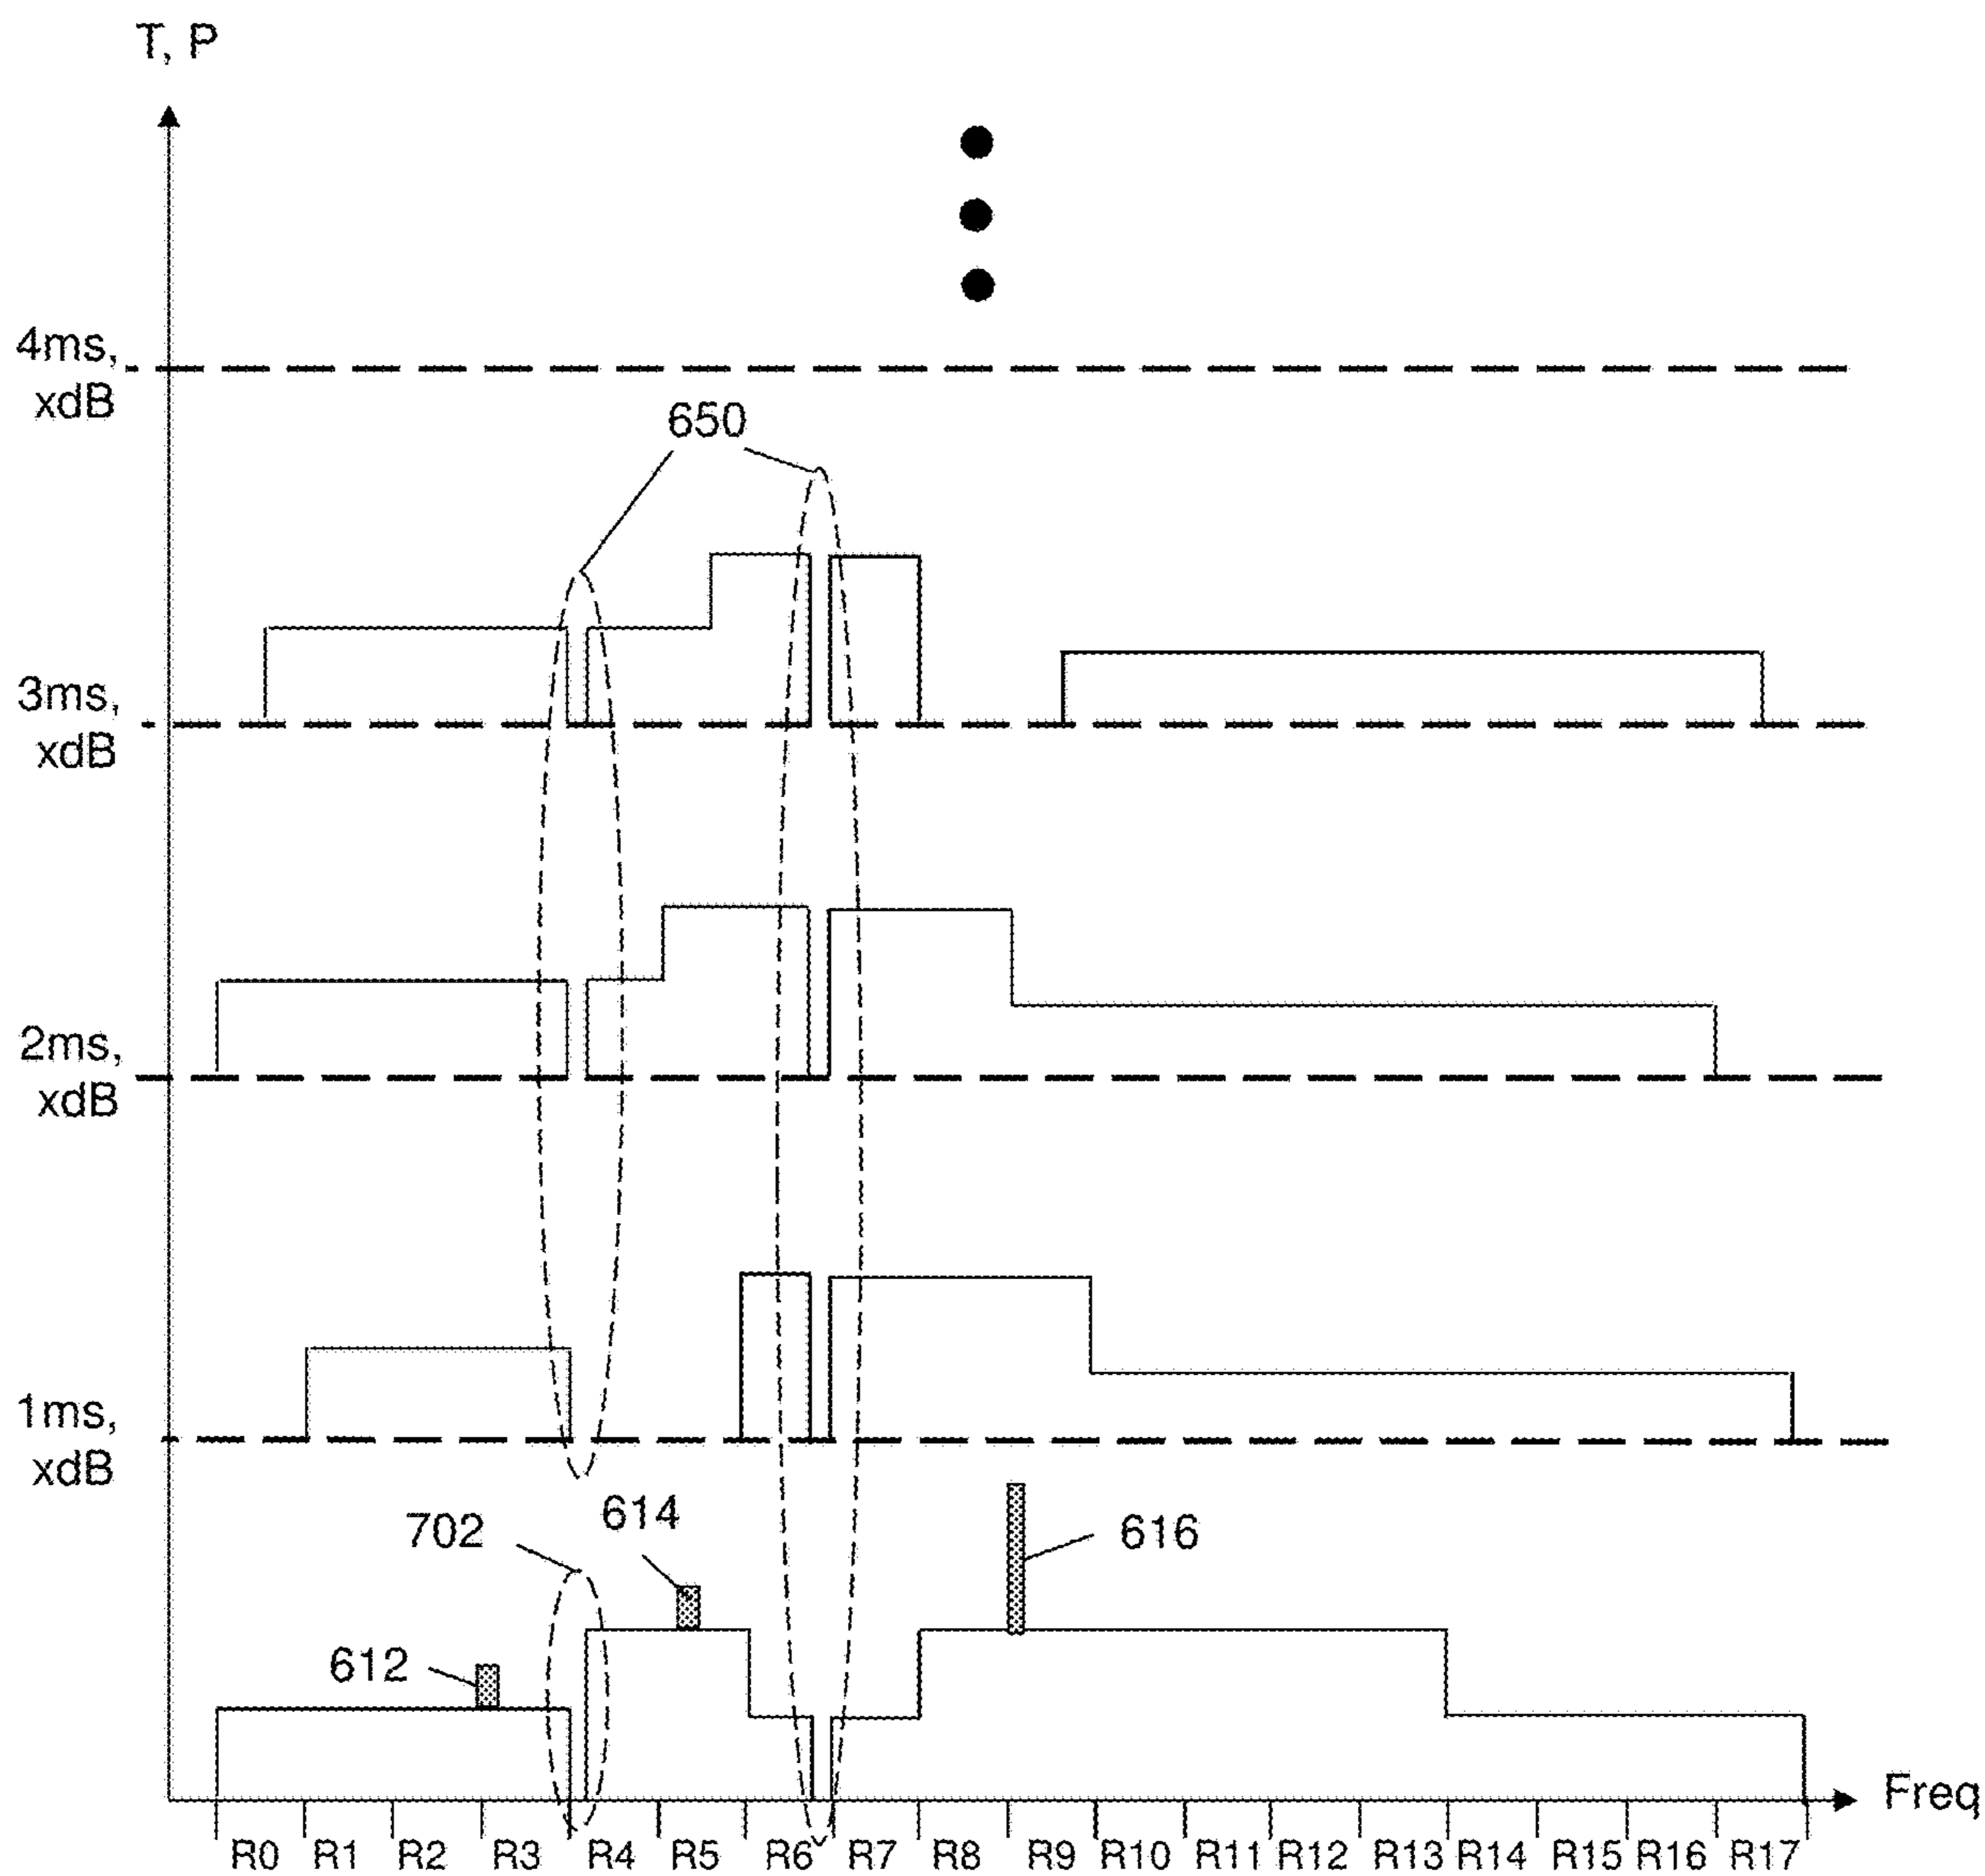 T, P
4ms,
xdB
650
3ms,
xdB
2ms,
xdB
1ms,
xdB
702
614
616
612
Freq
R0 R1 R2 R3 R4 R5 R6 R7 R8 R9 R10 R11 R12 R13 R14 R15 R16 R17